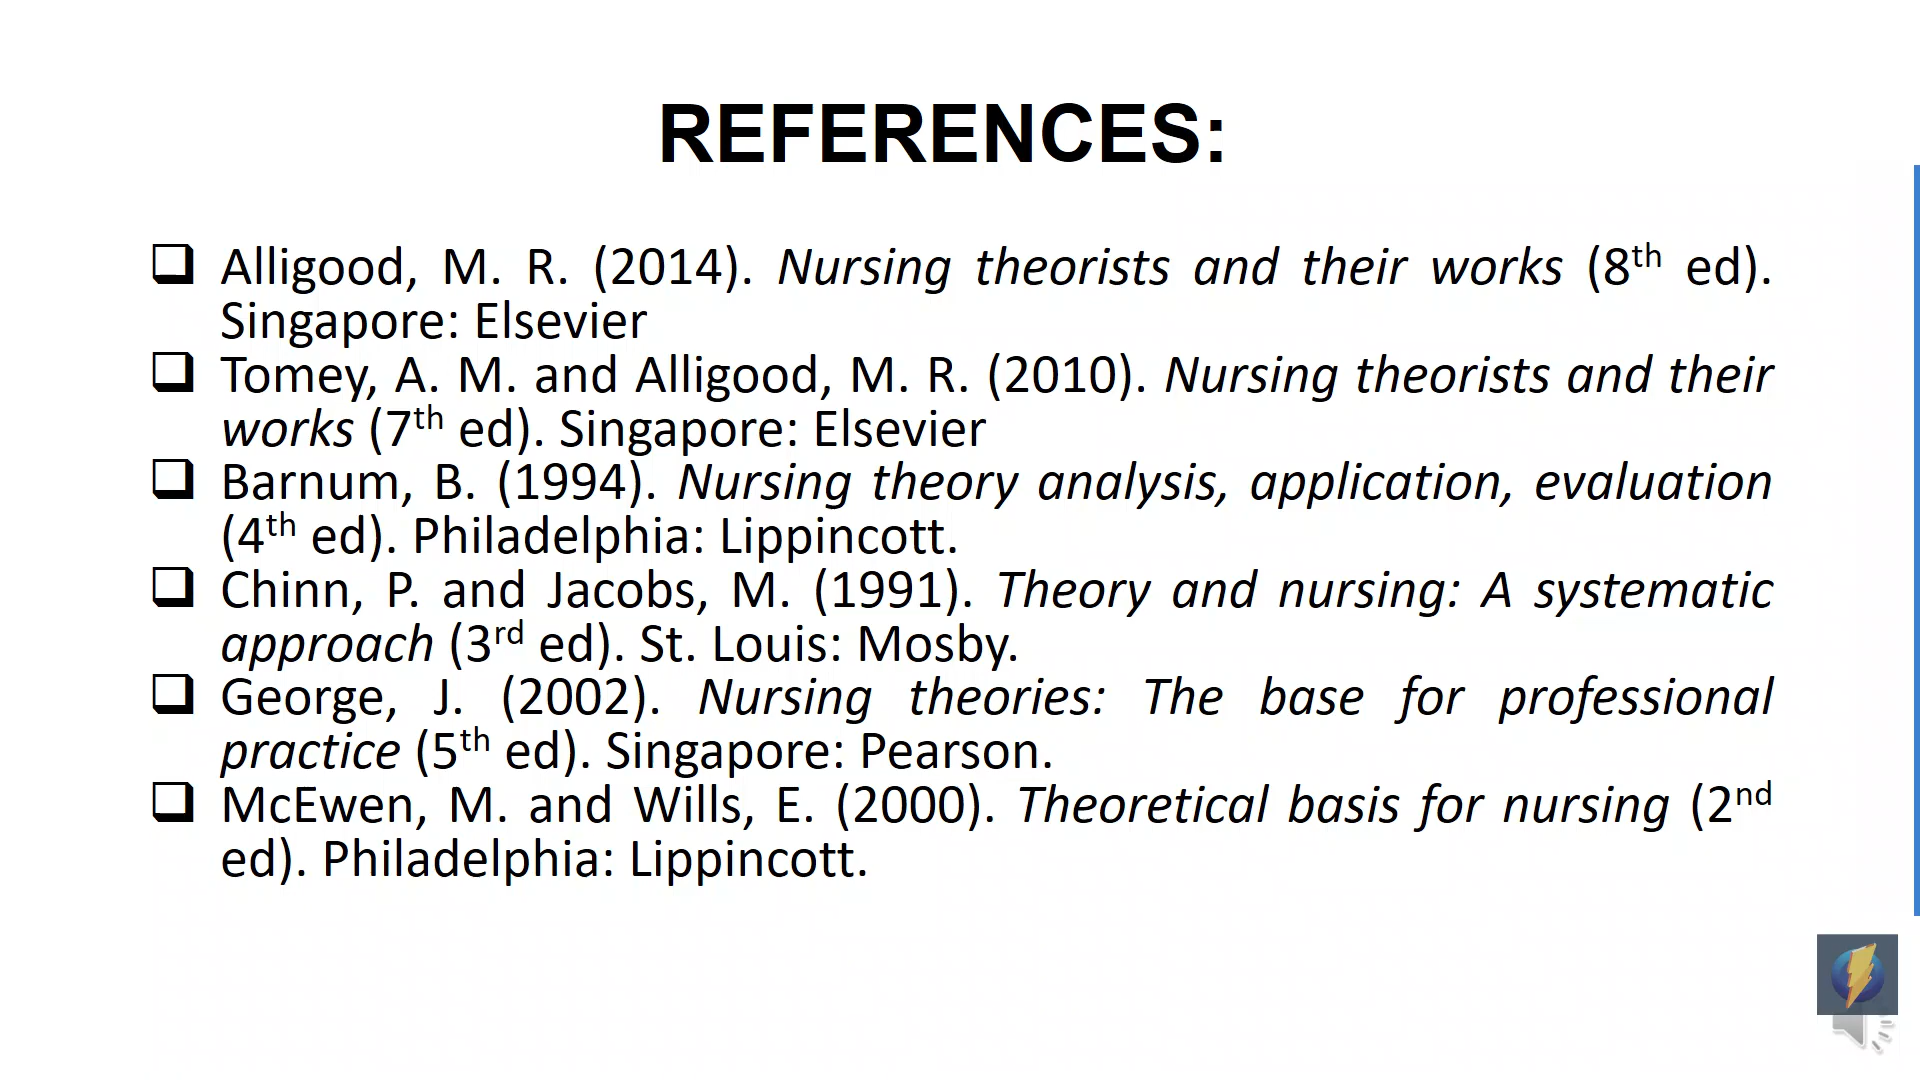 REFERENCES:
❑ Alligood, M. R. (2014). Nursing theorists and their works (8th ed).
Singapore: Elsevier
❑ Tomey, A. M. and Alligood, M. R. (2010). Nursing theorists and their
works (7th ed). Singapore: Elsevier
❑ Barnum, B. (1994). Nursing theory analysis, application, evaluation
(4th ed). Philadelphia: Lippincott.
❑ Chinn, P. and Jacobs, M. (1991). Theory and nursing: A systematic
approach (3rd ed). St. Louis: Mosby.
❑ George, J. (2002). Nursing theories: The base for professional
practice (5th ed). Singapore: Pearson.
❑ McEwen, M. and Wills, E. (2000). Theoretical basis for nursing (2nd
ed). Philadelphia: Lippincott.